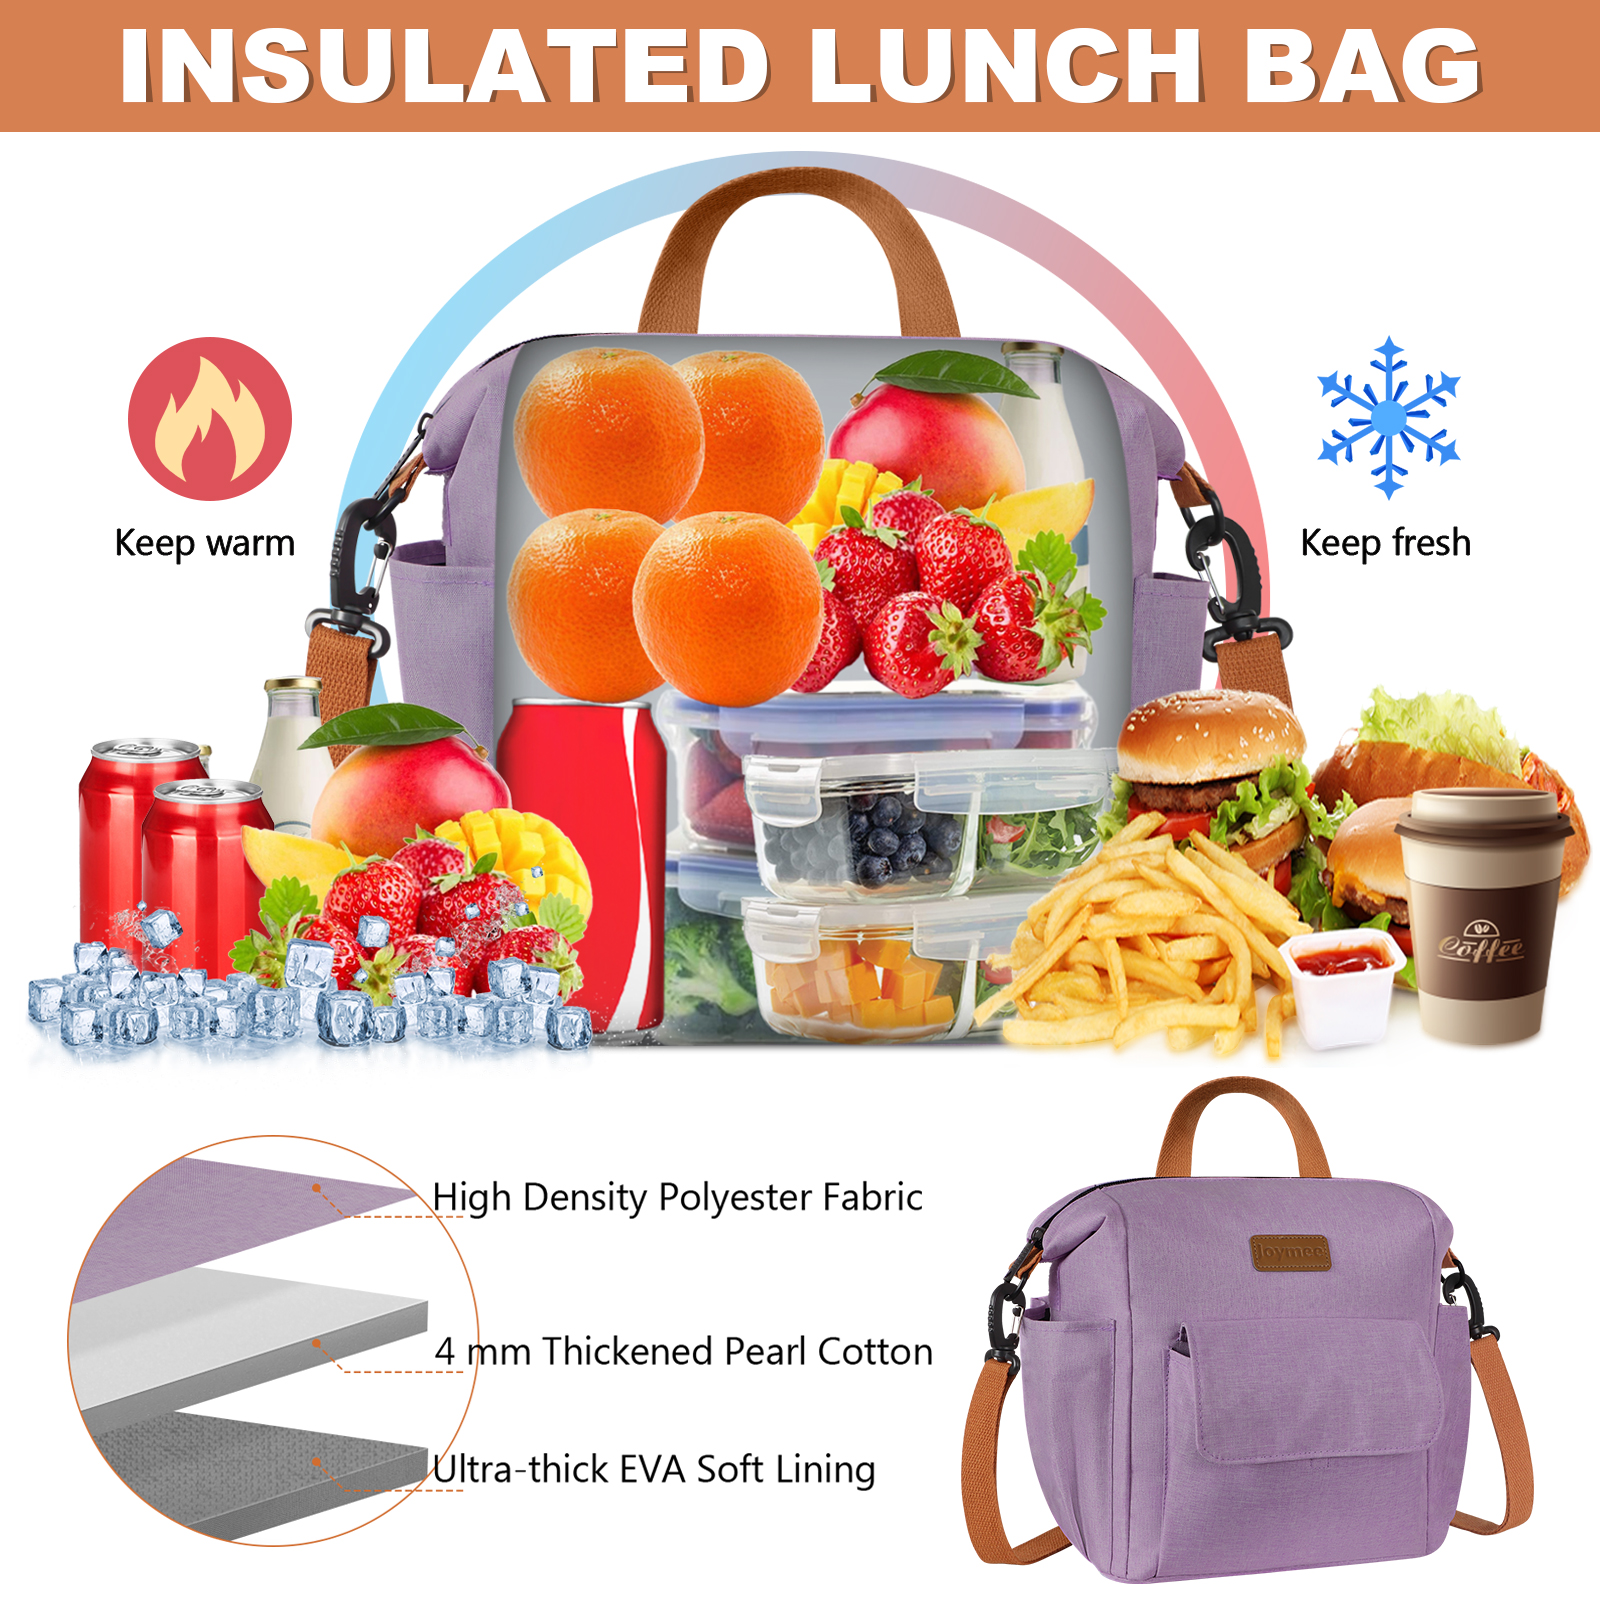 INSULATED LUNCH BAG
Keep warm
Keep fresh
Coffee
High Density Polyester Fabric
4 mm Thickened Pearl Cotton
Ultra-thick EVA Soft Lining
Joymee